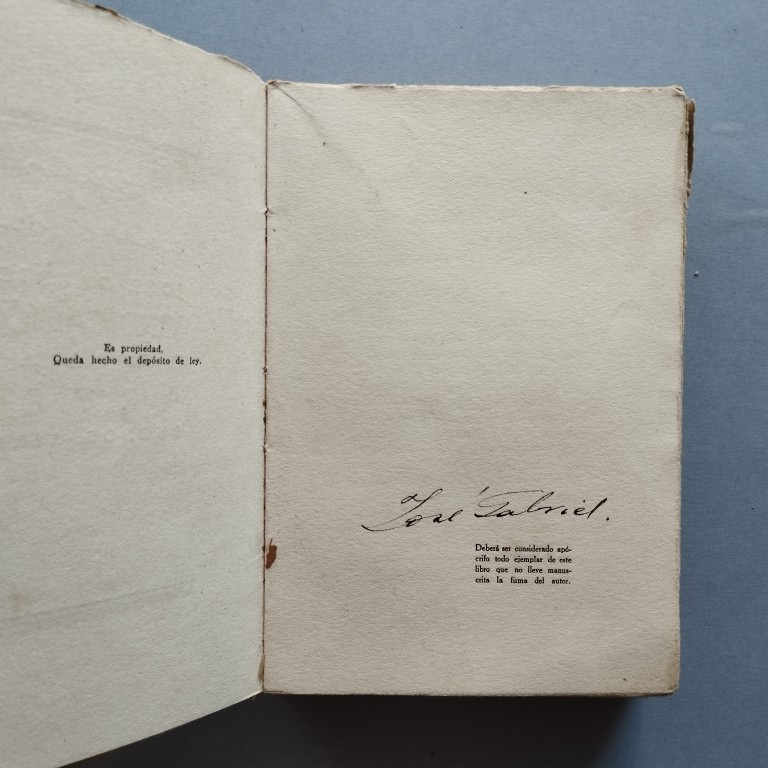 Es propiedad.
Queda hecho el depósito de ley.
José Gabriel.
Deberá ser considerado apó-
crifo todo ejemplar de este
libro que no lleve manus-
crita la firma del autor.